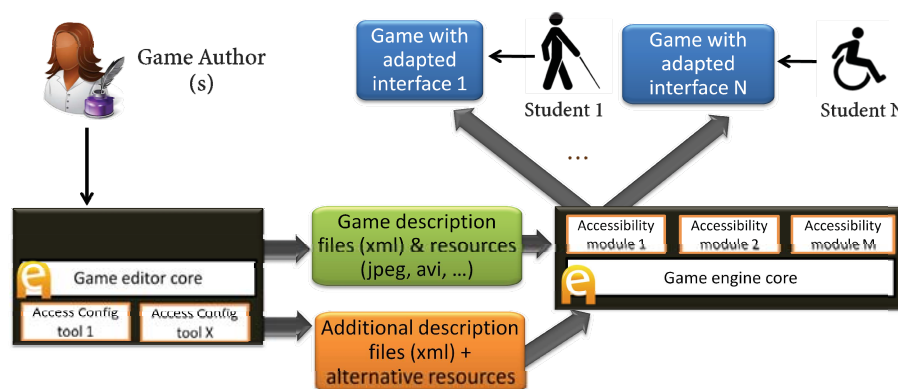 Game Author
(s)
Game with
adapted
interface 1
Student 1
Game with
adapted
interface N
Student N
...
Game editor core
Access Config
tool 1
Access Config
tool X
Game description
files (xml) & resources
(jpeg, avi, ...)
Additional description
files (xml) +
alternative resources
Accessibility
module 1
Accessibility
module 2
Accessibility
module M
Game engine core